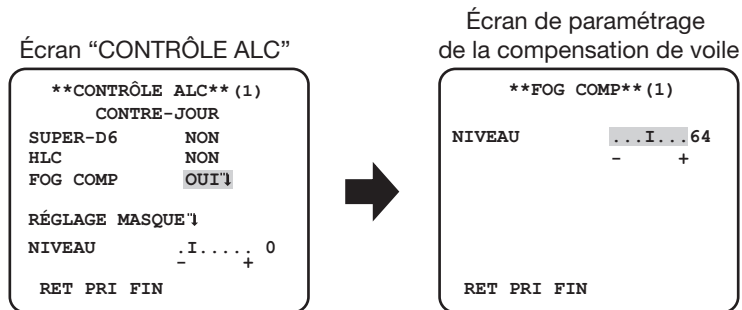 Écran “CONTRÔLE ALC”
**CONTRÔLE ALC**(1)
CONTRE-JOUR
SUPER-D6 NON
HLC NON
FOG COMP OUI
RÉGLAGE MASQUE
NIVEAU .I..... 0
- +
RET PRI FIN
Écran de paramétrage
de la compensation de voile
**FOG COMP**(1)
NIVEAU ...I...64
- +
RET PRI FIN